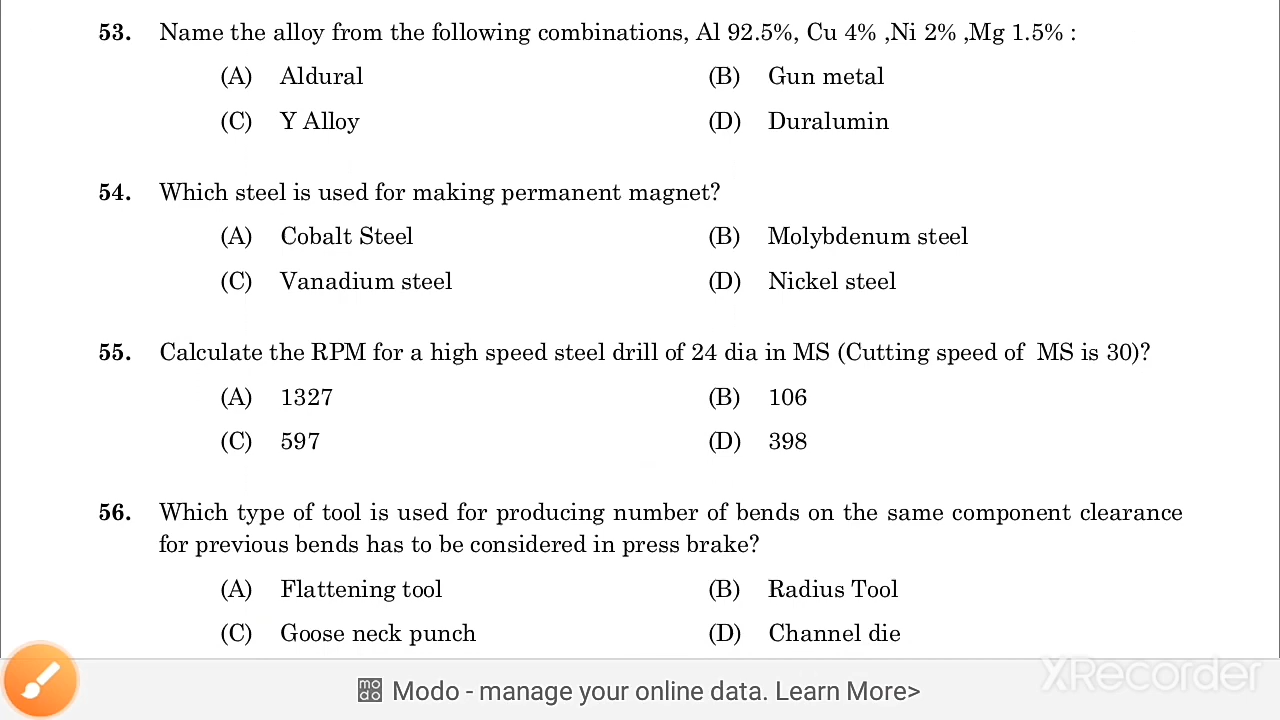 53. Name the alloy from the following combinations, Al 92.5%, Cu 4% ,Ni 2% ,Mg 1.5% :
(A) Aldural (B) Gun metal
(C) Y Alloy (D) Duralumin
54. Which steel is used for making permanent magnet?
(A) Cobalt Steel (B) Molybdenum steel
(C) Vanadium steel (D) Nickel steel
55. Calculate the RPM for a high speed steel drill of 24 dia in MS (Cutting speed of MS is 30)?
(A) 1327 (B) 106
(C) 597 (D) 398
56. Which type of tool is used for producing number of bends on the same component clearance
for previous bends has to be considered in press brake?
(A) Flattening tool (B) Radius Tool
(C) Goose neck punch (D) Channel die
XRecorder
modo Modo - manage your online data. Learn More>